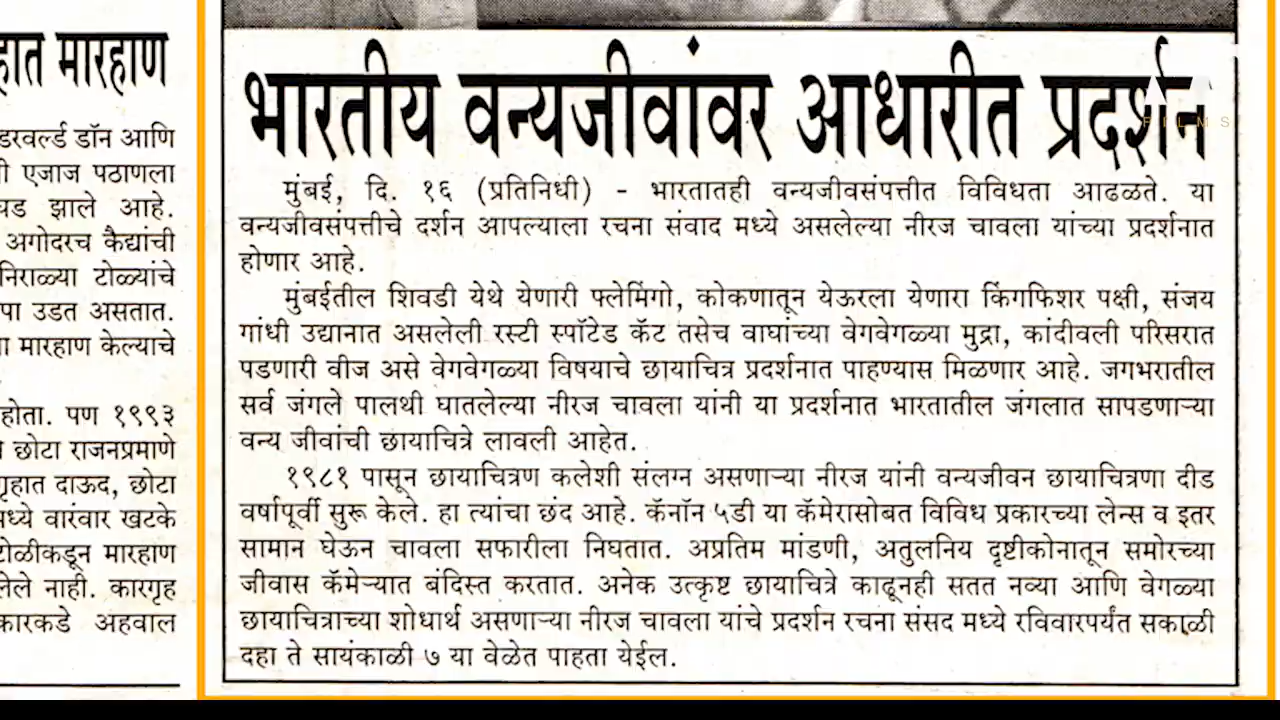 हात मारहाण
डरवर्ल्ड डॉन आणि
ी एजाज पठाणला
घड झाले आहे.
अगोदरच कैद्यांची
निराळ्या टोळ्यांचे
पा उडत असतात.
ा मारहाण केल्याचे
होता. पण १९९३
छोटा राजनप्रमाणे
गृहात दाऊद, छोटा
मध्ये वारंवार खटके
टोळीकडून मारहाण
लेले नाही. कारगृह
कारकडे अहवाल
भारतीय वन्यजीवांवर आधारीत प्रदर्शन
FILMS
मुंबई, दि. १६ (प्रतिनिधी) - भारतातही वन्यजीवसंपत्तीत विविधता आढळते. या
वन्यजीवसंपत्तीचे दर्शन आपल्याला रचना संवाद मध्ये असलेल्या नीरज चावला यांच्या प्रदर्शनात
होणार आहे.
मुंबईतील शिवडी येथे येणारी फ्लेमिंगो, कोकणातून येऊरला येणारा किंगफिशर पक्षी, संजय
गांधी उद्यानात असलेली रस्टी स्पॉटेड कॅट तसेच वाघाच्या वेगवेगळ्या मुद्रा, कांदीवली परिसरात
पडणारी वीज असे वेगवेगळ्या विषयाचे छायाचित्र प्रदर्शनात पाहण्यास मिळणार आहे. जगभरातील
सर्व जंगले पालथी घातलेल्या नीरज चावला यांनी या प्रदर्शनात भारतातील जंगलात सापडणाऱ्या
वन्य जीवांची छायाचित्रे लावली आहेत.
१९८१ पासून छायाचित्रण कलेशी संलग्न असणाऱ्या नीरज यांनी वन्यजीवन छायाचित्रणा दीड
वर्षापूर्वी सुरू केले. हा त्यांचा छंद आहे. कॅनॉन ५डी या कॅमेरासोबत विविध प्रकारच्या लेन्स व इतर
सामान घेऊन चावला सफारीला निघतात. अप्रतिम मांडणी, अतुलनिय दृष्टीकोनातून समोरच्या
जीवास कॅमेऱ्यात बंदिस्त करतात. अनेक उत्कृष्ट छायाचित्रे काढूनही सतत नव्या आणि वेगळ्या
छायाचित्राच्या शोधार्थ असणाऱ्या नीरज चावला यांचे प्रदर्शन रचना संसद मध्ये रविवारपर्यंत सकाळी
दहा ते सायंकाळी ७ या वेळेत पाहता येईल.